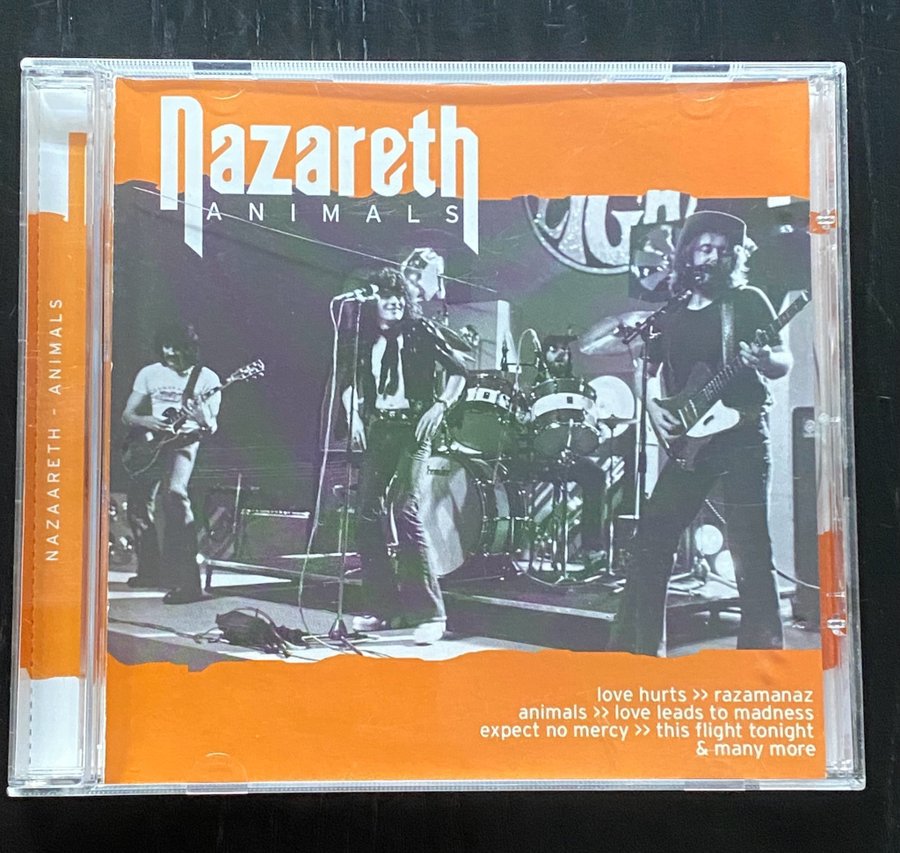 Nazareth
ANIMALS
NAZAARETH - ANIMALS
love hurts >> razamanaz
animals >> love leads to madness
expect no mercy >> this flight tonight
& many more